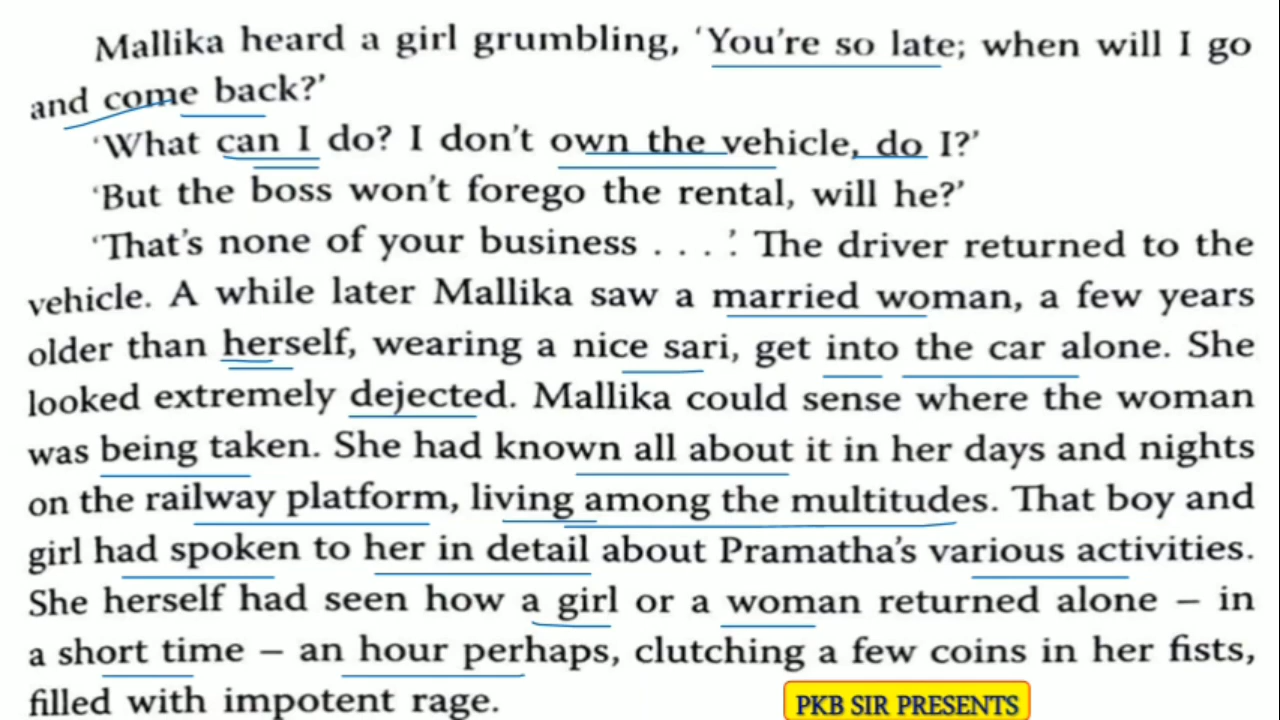 Mallika heard a girl grumbling, ‘You’re so late; when will I go
and come back?’
‘What can I do? I don’t own the vehicle, do I?’
‘But the boss won’t forego the rental, will he?’
‘That’s none of your business . . .’. The driver returned to the
vehicle. A while later Mallika saw a married woman, a few years
older than herself, wearing a nice sari, get into the car alone. She
looked extremely dejected. Mallika could sense where the woman
was being taken. She had known all about it in her days and nights
on the railway platform, living among the multitudes. That boy and
girl had spoken to her in detail about Pramatha’s various activities.
She herself had seen how a girl or a woman returned alone – in
a short time – an hour perhaps, clutching a few coins in her fists,
filled with impotent rage.
PKB SIR PRESENTS